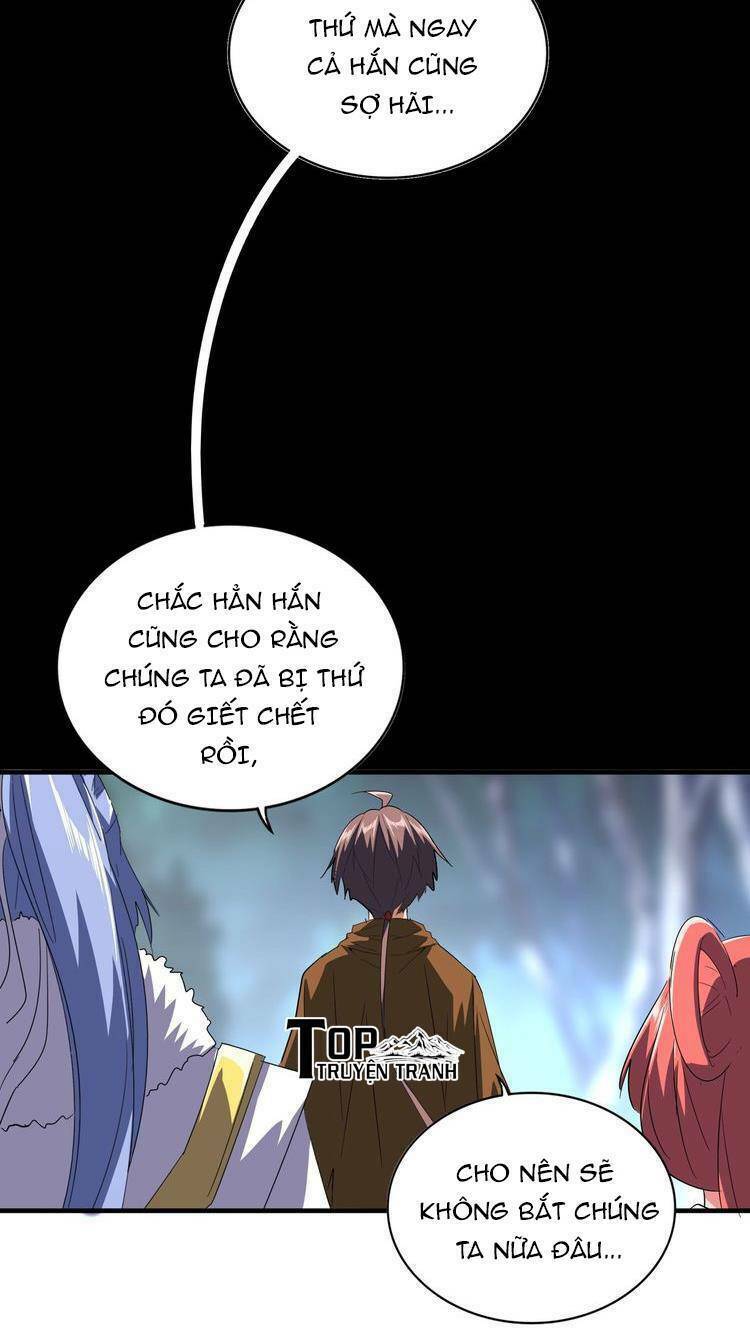 THỨ MÀ NGAY
CẢ HẮN CŨNG
SỢ HÃI...
CHẮC HẲN HẮN
CŨNG CHO RẰNG
CHÚNG TA ĐÃ BỊ THỨ
ĐÓ GIẾT CHẾT
RỒI,
TOP
TRUYỆN TRANH
CHO NÊN SẼ
KHÔNG BẮT CHÚNG
TA NỮA ĐÂU...